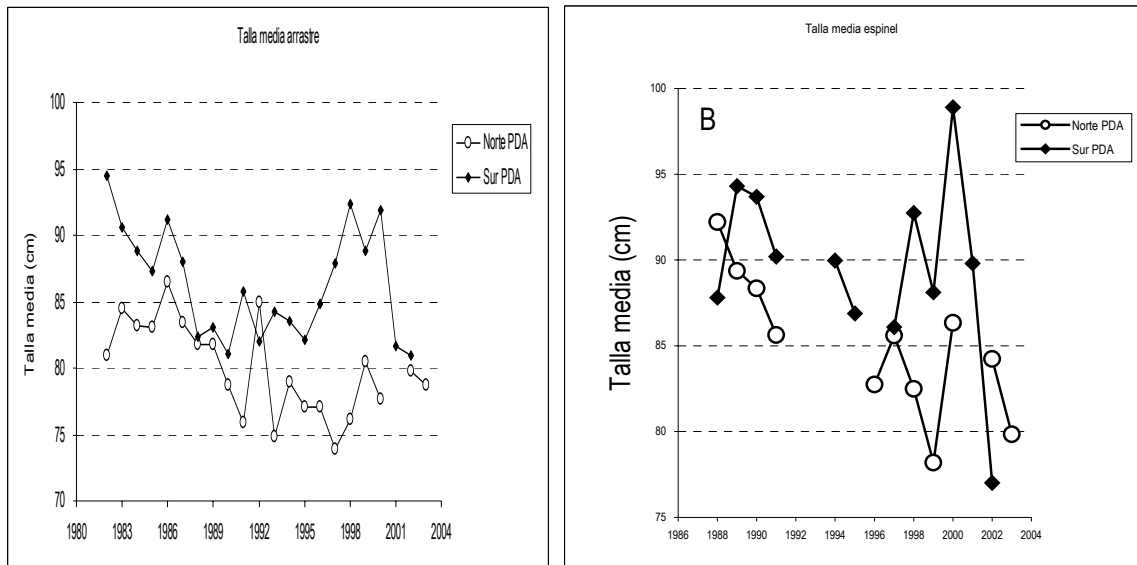 Talla media arrastre
Norte PDA
Sur PDA
Talla media (cm)
100
95
90
85
80
75
70
1980 1983 1986 1989 1992 1995 1998 2001 2004
Talla media espinel
B
Norte PDA
Sur PDA
Talla media (cm)
100
95
90
85
80
75
1986 1988 1990 1992 1994 1996 1998 2000 2002 2004